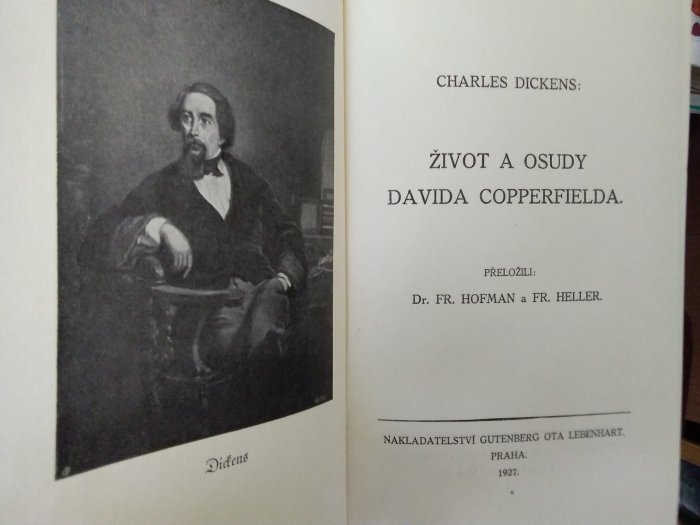 Dickens
CHARLES DICKENS:
ŽIVOT A OSUDY
DAVIDA COPPERFIELDA.
PŘELOŽILI:
Dr. FR. HOFMAN a FR. HELLER.
NAKLADATELSTVÍ GUTENBERG OTA LEBENHART.
PRAHA.
1927.